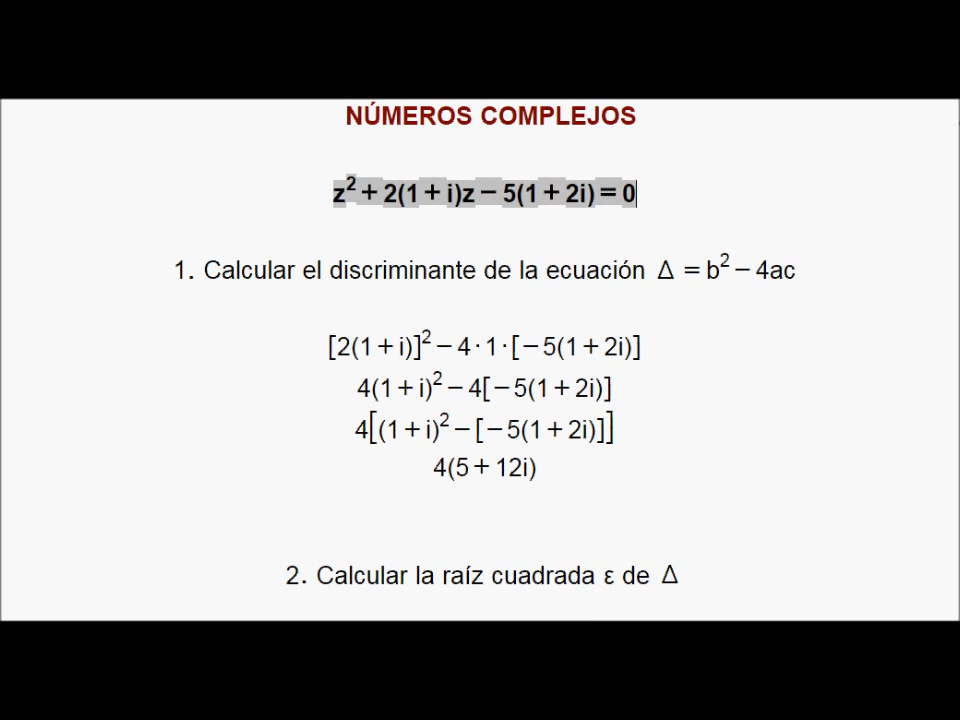 NÚMEROS COMPLEJOS
z² + 2(1 + i)z − 5(1 + 2i) = 0
1. Calcular el discriminante de la ecuación Δ = b² − 4ac
[2(1 + i)]² − 4 · 1 · [− 5(1 + 2i)]
4(1 + i)² − 4[− 5(1 + 2i)]
4[(1 + i)² − [− 5(1 + 2i)]]
4(5 + 12i)
2. Calcular la raíz cuadrada ε de Δ